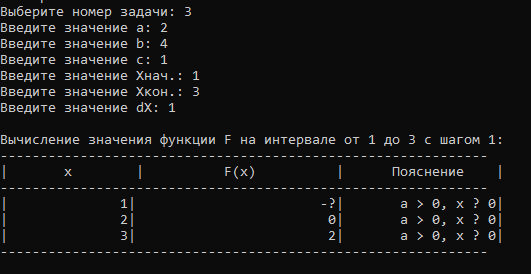 Выберите номер задачи: 3
Введите значение a: 2
Введите значение b: 4
Введите значение c: 1
Введите значение Хнач.: 1
Введите значение Хкон.: 3
Введите значение dX: 1
Вычисление значения функции F на интервале от 1 до 3 с шагом 1:
---------------------------------------------------------------
|       x        |          F(x)           |      Пояснение    |
---------------------------------------------------------------
|               1|                       -?|       a > 0, x ? 0|
|               2|                        0|       a > 0, x ? 0|
|               3|                        2|       a > 0, x ? 0|
---------------------------------------------------------------